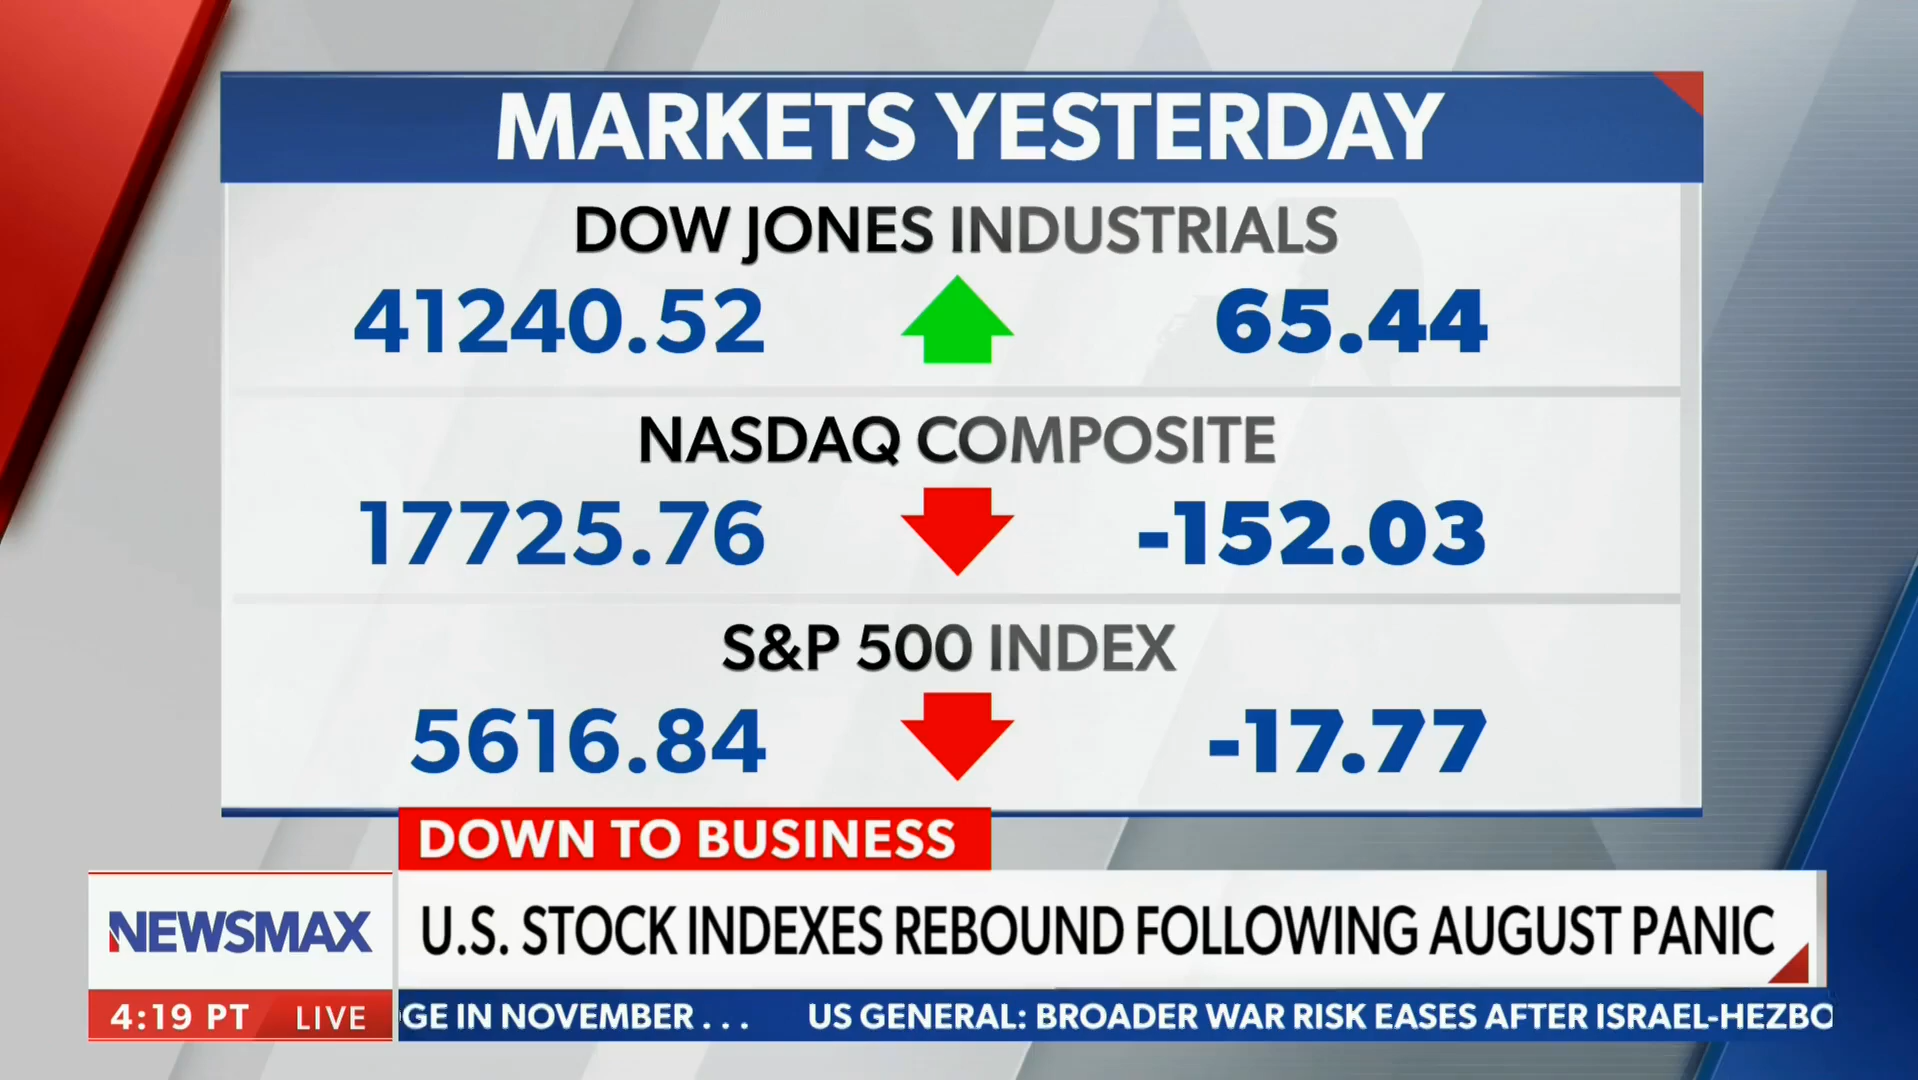 MARKETS YESTERDAY
DOW JONES INDUSTRIALS
41240.52 65.44
NASDAQ COMPOSITE
17725.76 -152.03
S&P 500 INDEX
5616.84 -17.77
DOWN TO BUSINESS
NEWSMAX
U.S. STOCK INDEXES REBOUND FOLLOWING AUGUST PANIC
4:19 PT LIVE
GE IN NOVEMBER . . . US GENERAL: BROADER WAR RISK EASES AFTER ISRAEL-HEZBO